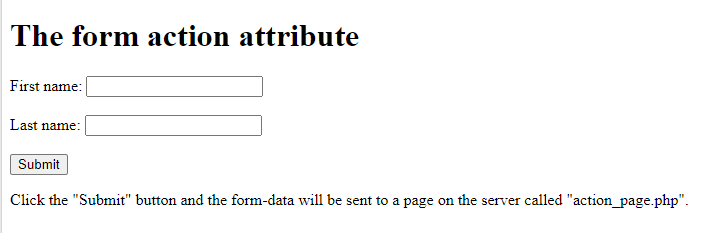 The form action attribute
First name:
Last name:
Submit
Click the "Submit" button and the form-data will be sent to a page on the server called "action_page.php".